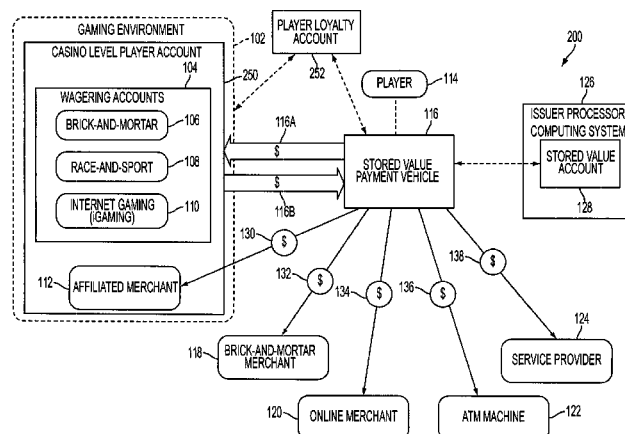 GAMING ENVIRONMENT
102
CASINO LEVEL PLAYER ACCOUNT
250
104
WAGERING ACCOUNTS
BRICK-AND-MORTAR
106
RACE-AND-SPORT
108
INTERNET GAMING
(iGAMING)
110
112
AFFILIATED MERCHANT
PLAYER LOYALTY
ACCOUNT
252
PLAYER
114
116
116A
$
$
116B
STORED VALUE
PAYMENT VEHICLE
200
126
ISSUER PROCESSOR
COMPUTING SYSTEM
STORED VALUE
ACCOUNT
128
130
$
132
$
134
$
136
$
138
$
118
BRICK-AND-MORTAR
MERCHANT
120
ONLINE MERCHANT
ATM MACHINE
122
124
SERVICE PROVIDER